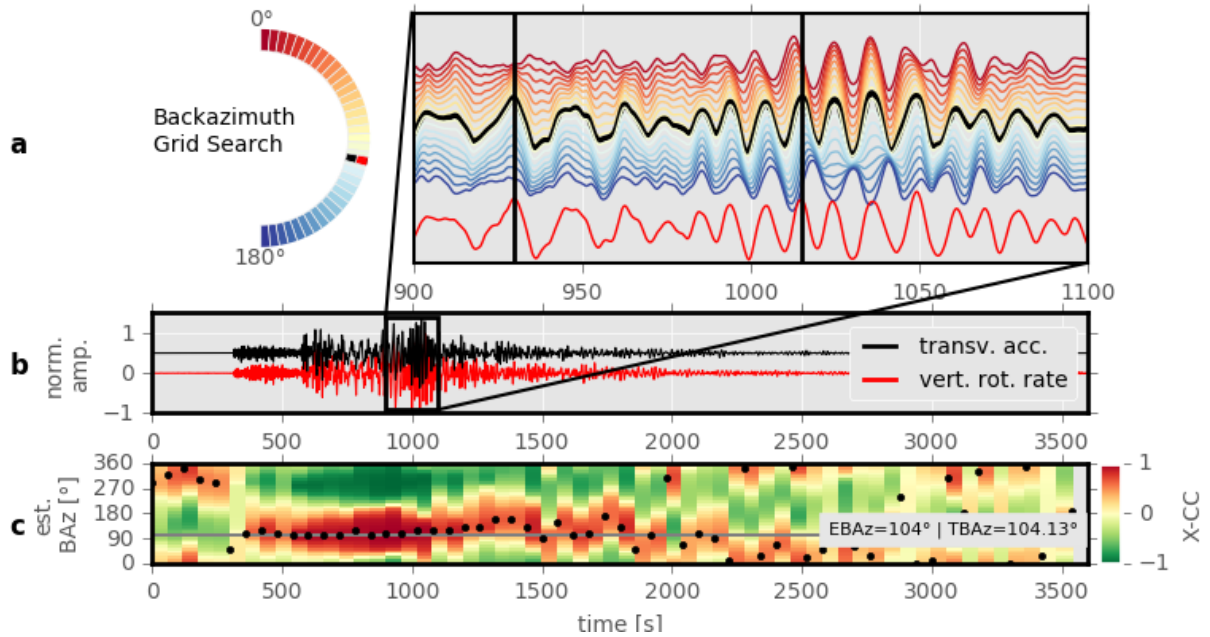 0°
a
Backazimuth
Grid Search
180°
900 950 1000 1050 1100
b
norm.
amp.
1
0
−1
transv. acc.
vert. rot. rate
0 500 1000 1500 2000 2500 3000 3500
c
est.
BAz [°]
360
270
180
90
0
EBAz=104° | TBAz=104.13°
1
0
−1
X-CC
0 500 1000 1500 2000 2500 3000 3500
time [s]